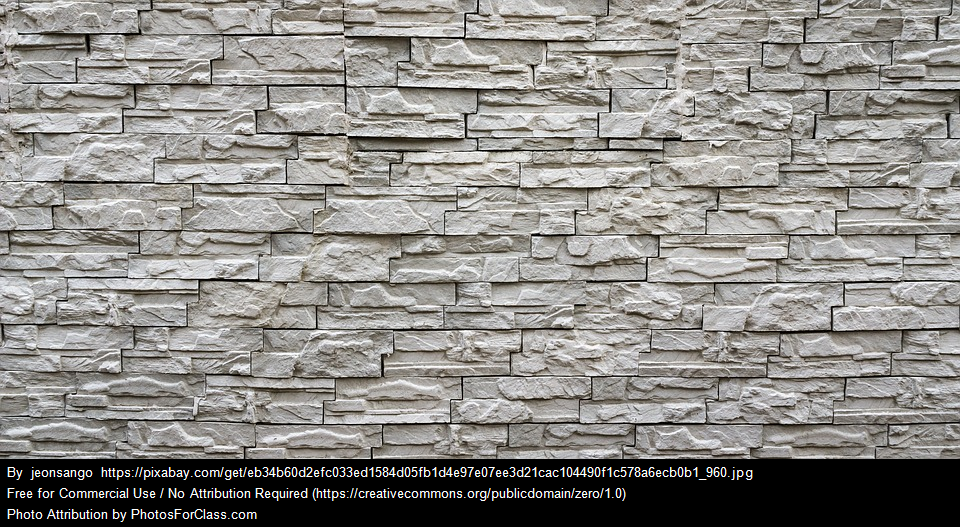 By jeonsango https://pixabay.com/get/eb34b60d2efc033ed1584d05fb1d4e97e07ee3d21cac104490f1c578a6ecb0b1_960.jpg
Free for Commercial Use / No Attribution Required (https://creativecommons.org/publicdomain/zero/1.0)
Photo Attribution by PhotosForClass.com